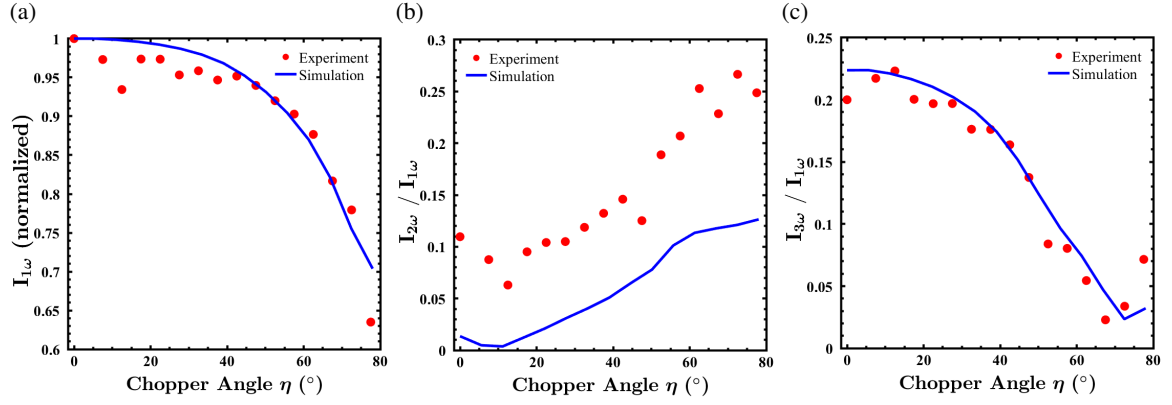 (a)
I1ω (normalized)
1
0.95
0.9
0.85
0.8
0.75
0.7
0.65
0.6
Experiment
Simulation
0 20 40 60 80
Chopper Angle η (°)
(b)
I2ω / I1ω
0.3
0.25
0.2
0.15
0.1
0.05
0
Experiment
Simulation
0 20 40 60 80
Chopper Angle η (°)
(c)
I3ω / I1ω
0.25
0.2
0.15
0.1
0.05
0
Experiment
Simulation
0 20 40 60 80
Chopper Angle η (°)